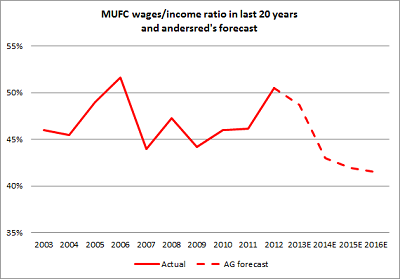 MUFC wages/income ratio in last 20 years
and andersred's forecast
55%
50%
45%
40%
35%
2003 2004 2005 2006 2007 2008 2009 2010 2011 2012 2013E 2014E 2015E 2016E
Actual AG forecast